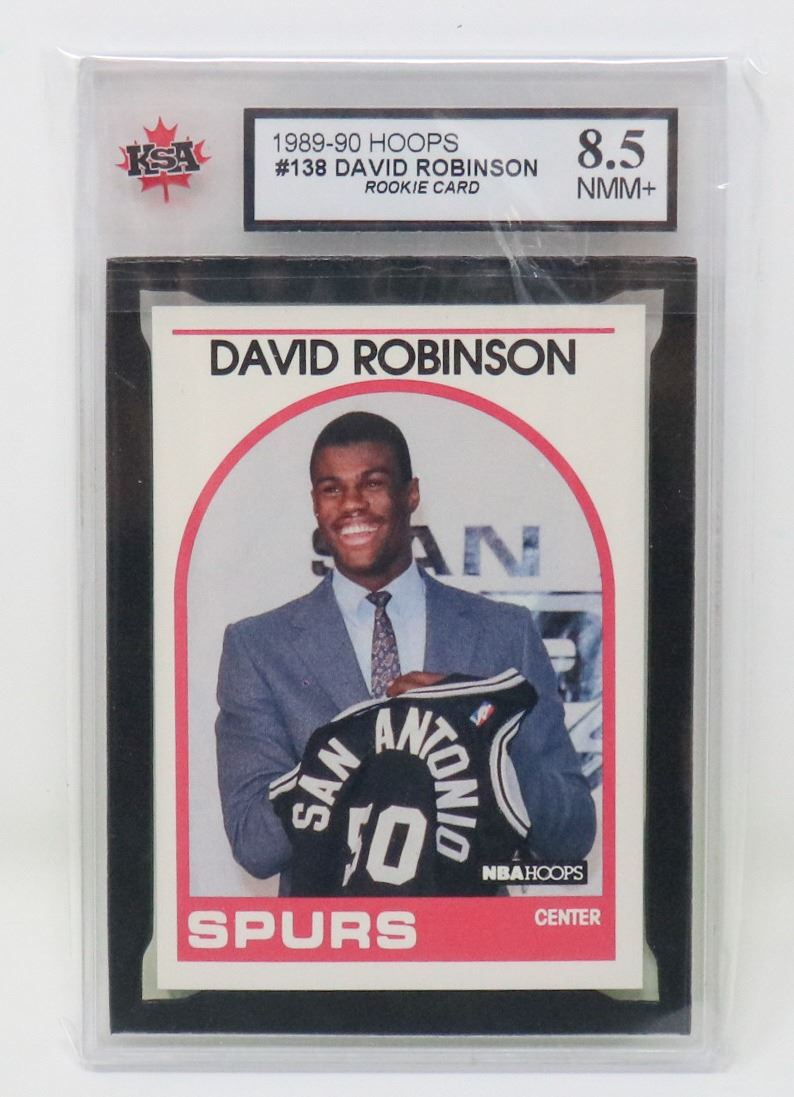 KSA
1989-90 HOOPS
#138 DAVID ROBINSON
ROOKIE CARD
8.5
NMM+
DAVID ROBINSON
SAN
SAN ANTONIO
50
NBA HOOPS
SPURS
CENTER